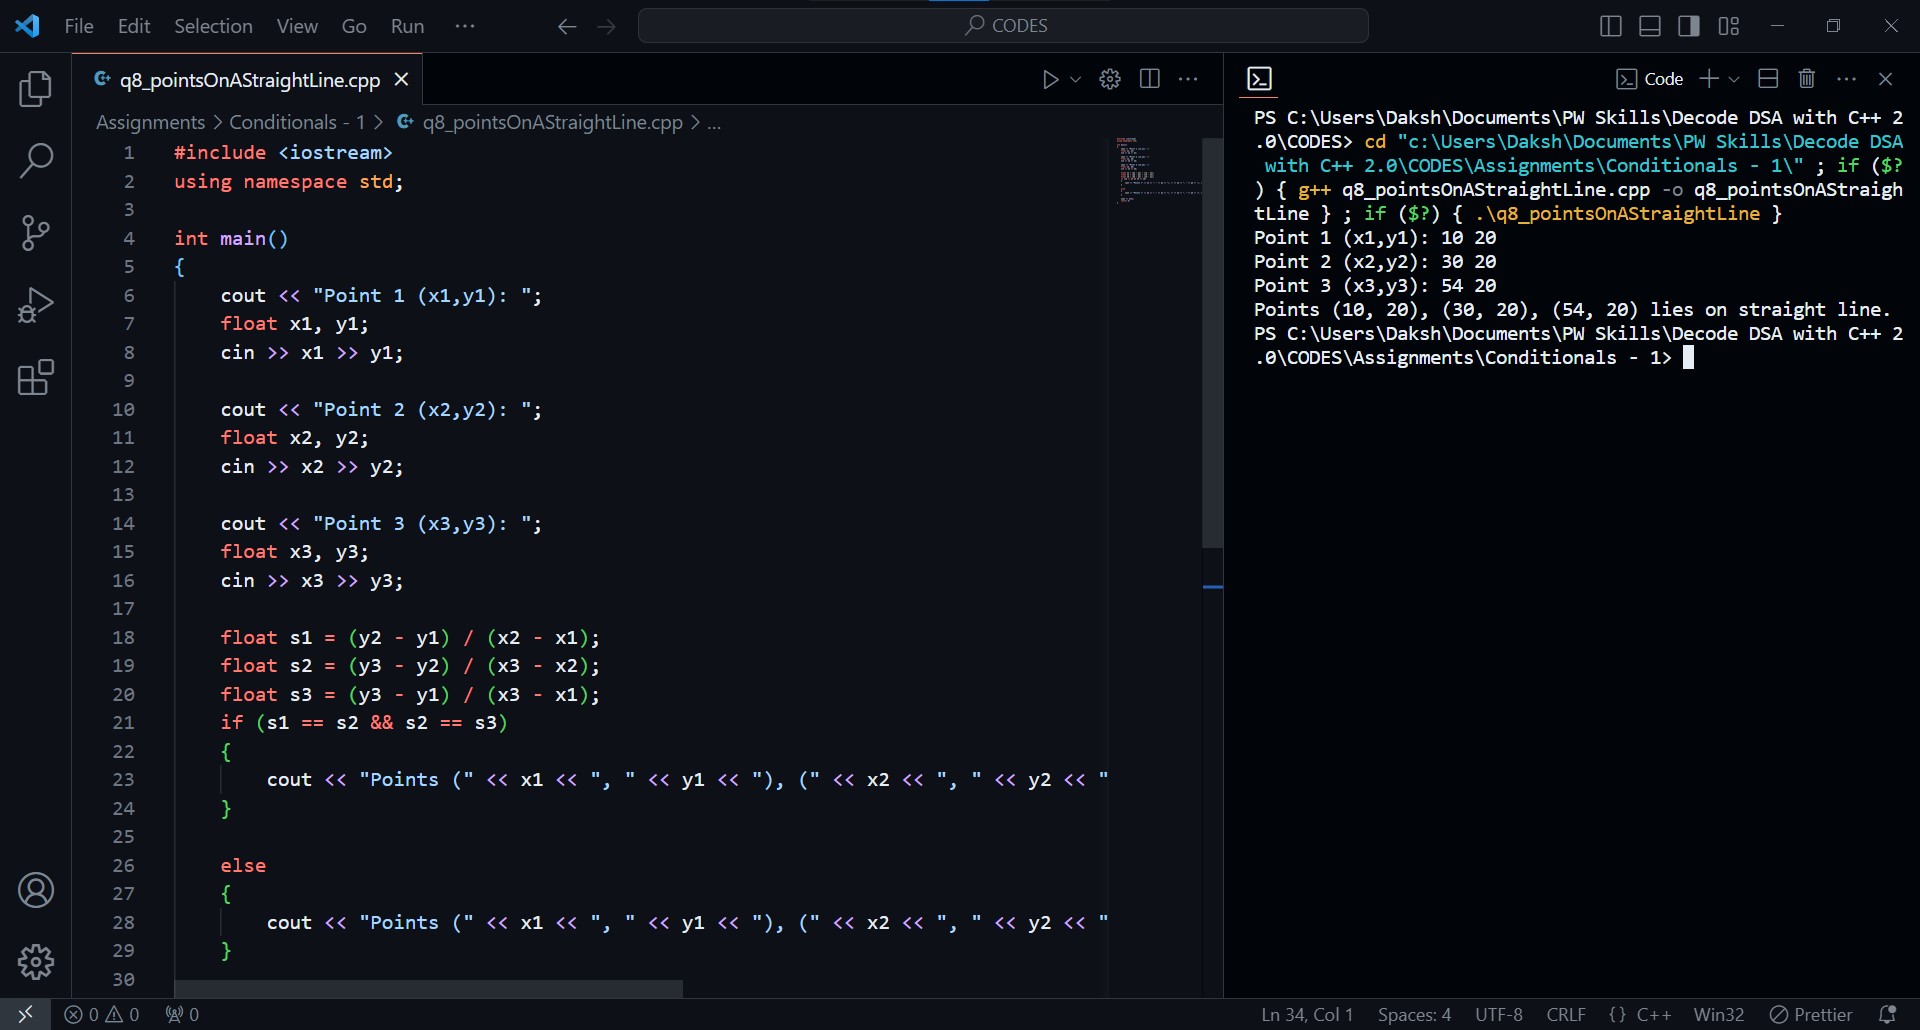 File Edit Selection View Go Run ··· CODES
q8_pointsOnAStraightLine.cpp
Assignments > Conditionals - 1 > q8_pointsOnAStraightLine.cpp > ...
1 #include <iostream>
2 using namespace std;
3
4 int main()
5 {
6 cout << "Point 1 (x1,y1): ";
7 float x1, y1;
8 cin >> x1 >> y1;
9
10 cout << "Point 2 (x2,y2): ";
11 float x2, y2;
12 cin >> x2 >> y2;
13
14 cout << "Point 3 (x3,y3): ";
15 float x3, y3;
16 cin >> x3 >> y3;
17
18 float s1 = (y2 - y1) / (x2 - x1);
19 float s2 = (y3 - y2) / (x3 - x2);
20 float s3 = (y3 - y1) / (x3 - x1);
21 if (s1 == s2 && s2 == s3)
22 {
23 cout << "Points (" << x1 << ", " << y1 << "), (" << x2 << ", " << y2 << "
24 }
25
26 else
27 {
28 cout << "Points (" << x1 << ", " << y1 << "), (" << x2 << ", " << y2 << "
29 }
30
Code
PS C:\Users\Daksh\Documents\PW Skills\Decode DSA with C++ 2
.0\CODES> cd "c:\Users\Daksh\Documents\PW Skills\Decode DSA
with C++ 2.0\CODES\Assignments\Conditionals - 1\" ; if ($?
) { g++ q8_pointsOnAStraightLine.cpp -o q8_pointsOnAStraigh
tLine } ; if ($?) { .\q8_pointsOnAStraightLine }
Point 1 (x1,y1): 10 20
Point 2 (x2,y2): 30 20
Point 3 (x3,y3): 54 20
Points (10, 20), (30, 20), (54, 20) lies on straight line.
PS C:\Users\Daksh\Documents\PW Skills\Decode DSA with C++ 2
.0\CODES\Assignments\Conditionals - 1>
0 0 0 Ln 34, Col 1 Spaces: 4 UTF-8 CRLF {} C++ Win32 Prettier